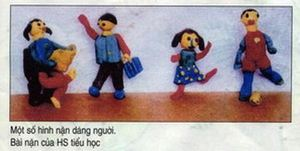 Một số hình nặn dáng người.
Bài nặn của HS tiểu học